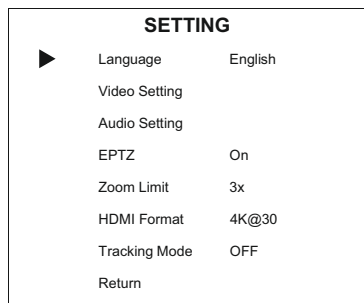 SETTING
Language English
Video Setting
Audio Setting
EPTZ On
Zoom Limit 3x
HDMI Format 4K@30
Tracking Mode OFF
Return